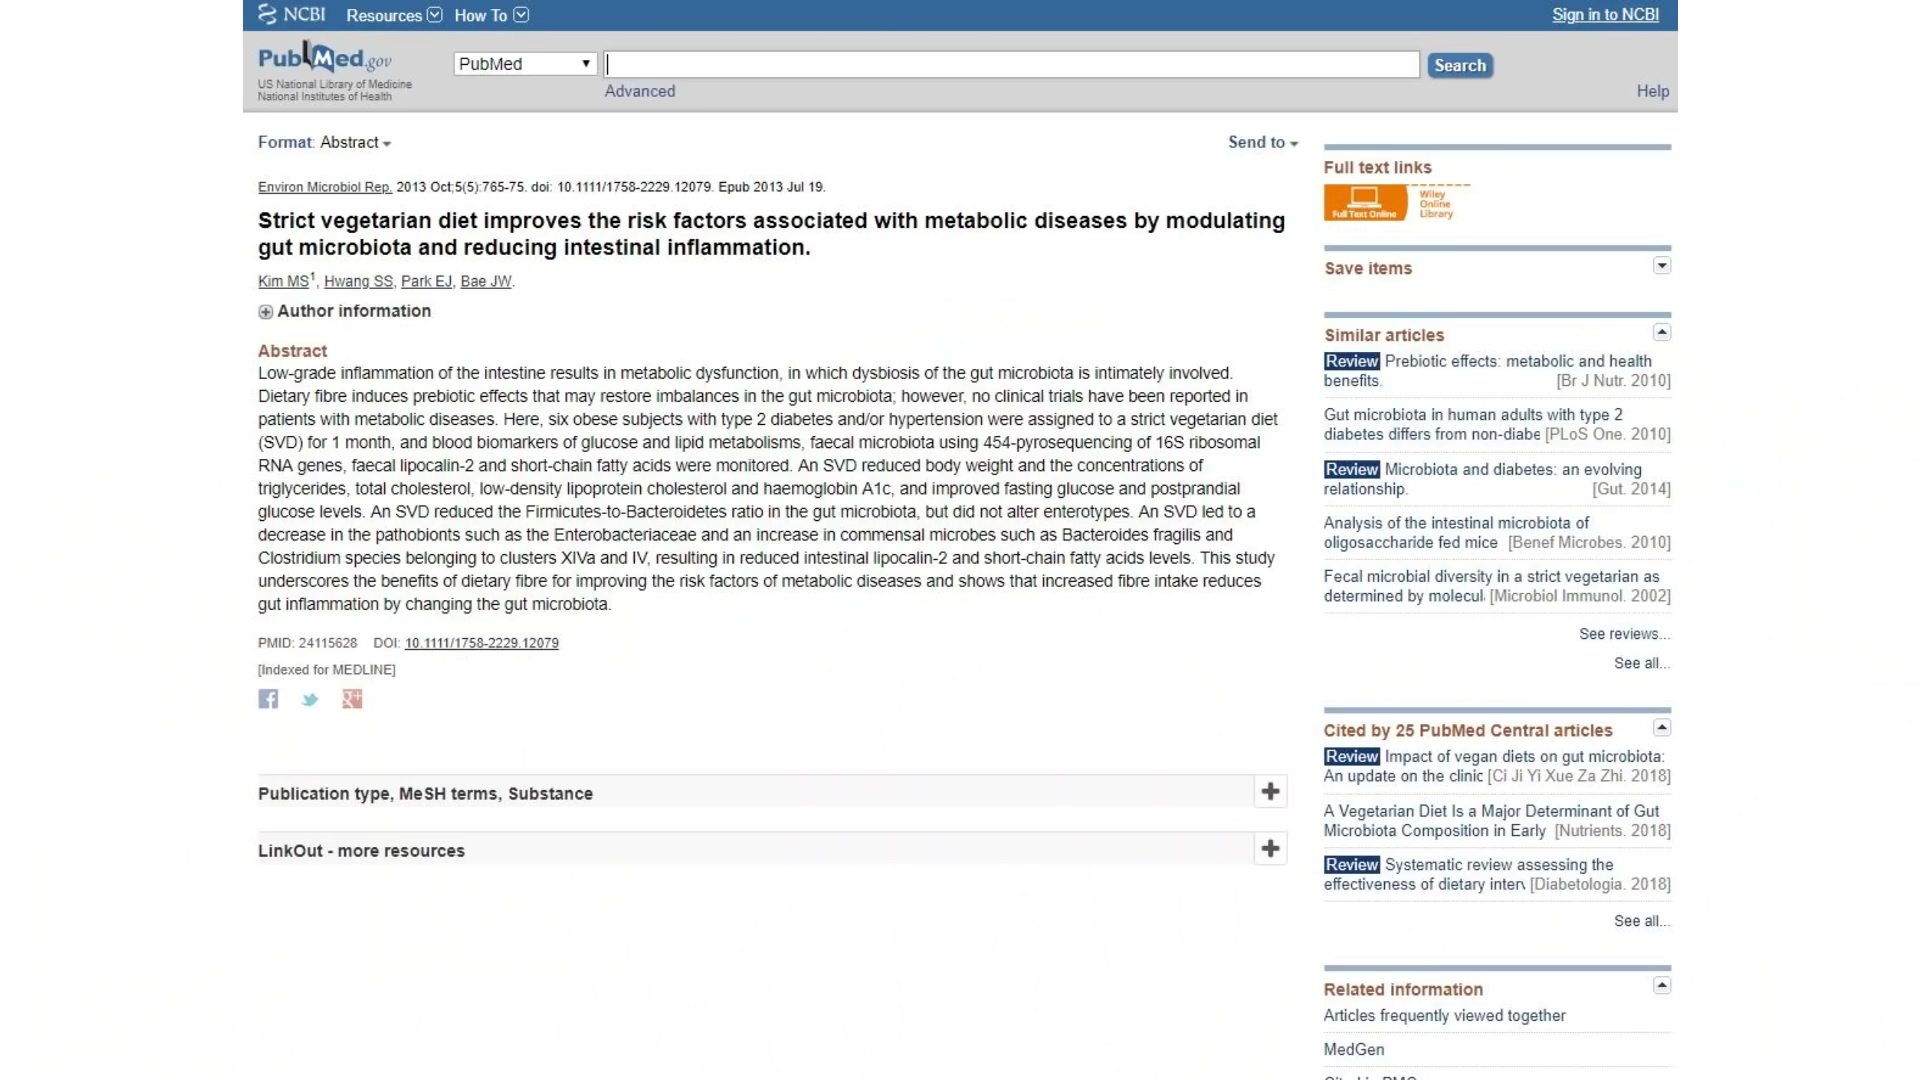 NCBI Resources How To Sign in to NCBI
PubMed.gov
US National Library of Medicine
National Institutes of Health
PubMed
Search
Advanced
Help
Format: Abstract
Send to
Environ Microbiol Rep. 2013 Oct;5(5):765-75. doi: 10.1111/1758-2229.12079. Epub 2013 Jul 19.
Strict vegetarian diet improves the risk factors associated with metabolic diseases by modulating
gut microbiota and reducing intestinal inflammation.
Kim MS1, Hwang SS, Park EJ, Bae JW.
Author information
Abstract
Low-grade inflammation of the intestine results in metabolic dysfunction, in which dysbiosis of the gut microbiota is intimately involved.
Dietary fibre induces prebiotic effects that may restore imbalances in the gut microbiota; however, no clinical trials have been reported in
patients with metabolic diseases. Here, six obese subjects with type 2 diabetes and/or hypertension were assigned to a strict vegetarian diet
(SVD) for 1 month, and blood biomarkers of glucose and lipid metabolisms, faecal microbiota using 454-pyrosequencing of 16S ribosomal
RNA genes, faecal lipocalin-2 and short-chain fatty acids were monitored. An SVD reduced body weight and the concentrations of
triglycerides, total cholesterol, low-density lipoprotein cholesterol and haemoglobin A1c, and improved fasting glucose and postprandial
glucose levels. An SVD reduced the Firmicutes-to-Bacteroidetes ratio in the gut microbiota, but did not alter enterotypes. An SVD led to a
decrease in the pathobionts such as the Enterobacteriaceae and an increase in commensal microbes such as Bacteroides fragilis and
Clostridium species belonging to clusters XIVa and IV, resulting in reduced intestinal lipocalin-2 and short-chain fatty acids levels. This study
underscores the benefits of dietary fibre for improving the risk factors of metabolic diseases and shows that increased fibre intake reduces
gut inflammation by changing the gut microbiota.
PMID: 24115628 DOI: 10.1111/1758-2229.12079
[Indexed for MEDLINE]
Publication type, MeSH terms, Substance
LinkOut - more resources
Full text links
Full Text Online
Wiley
Online
Library
Save items
Similar articles
Review Prebiotic effects: metabolic and health
benefits. [Br J Nutr. 2010]
Gut microbiota in human adults with type 2
diabetes differs from non-diabe [PLoS One. 2010]
Review Microbiota and diabetes: an evolving
relationship. [Gut. 2014]
Analysis of the intestinal microbiota of
oligosaccharide fed mice [Benef Microbes. 2010]
Fecal microbial diversity in a strict vegetarian as
determined by molecul [Microbiol Immunol. 2002]
See reviews...
See all...
Cited by 25 PubMed Central articles
Review Impact of vegan diets on gut microbiota:
An update on the clinic [Ci Ji Yi Xue Za Zhi. 2018]
A Vegetarian Diet Is a Major Determinant of Gut
Microbiota Composition in Early [Nutrients. 2018]
Review Systematic review assessing the
effectiveness of dietary interv [Diabetologia. 2018]
See all...
Related information
Articles frequently viewed together
MedGen